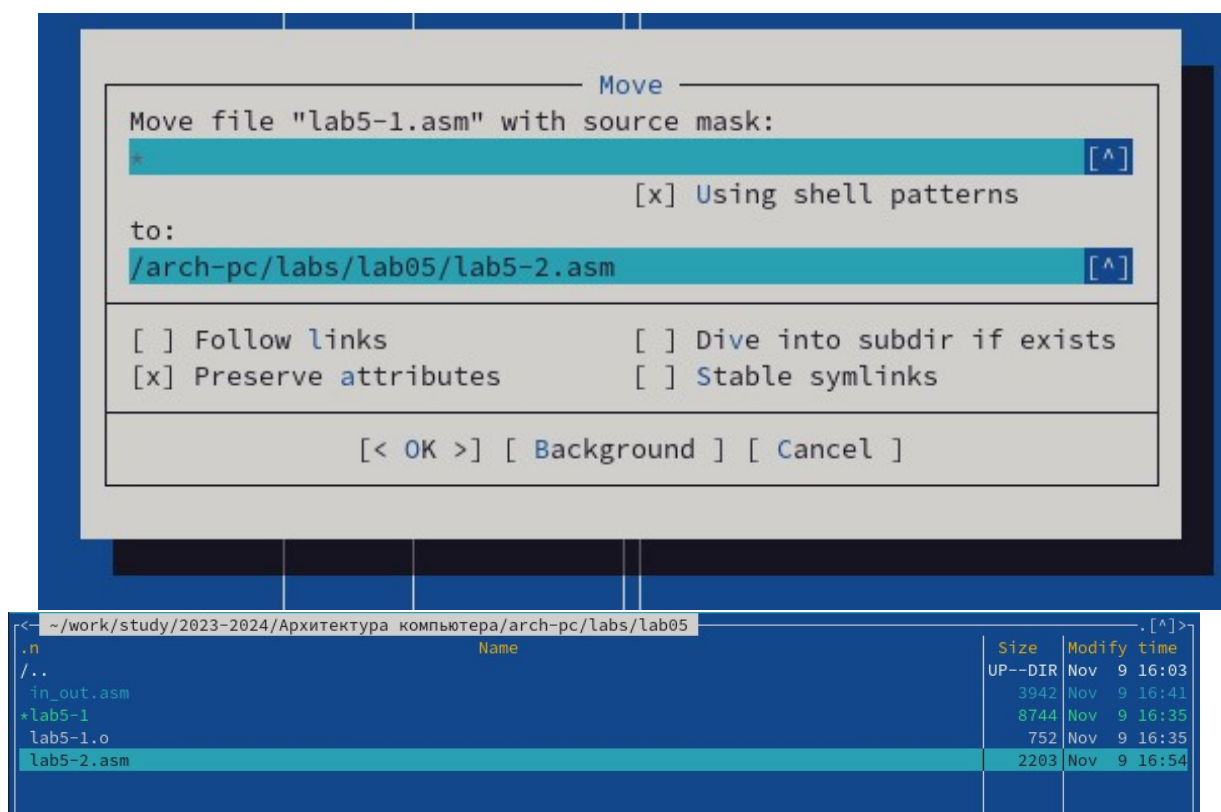 Move
Move file "lab5-1.asm" with source mask:
* [^]
[x] Using shell patterns
to:
/arch-pc/labs/lab05/lab5-2.asm [^]
[ ] Follow links [ ] Dive into subdir if exists
[x] Preserve attributes [ ] Stable symlinks
[< OK >] [ Background ] [ Cancel ]
<─ ~/work/study/2023-2024/Архитектура компьютера/arch-pc/labs/lab05 .[^]>
.n Name Size Modify time
/.. UP--DIR Nov 9 16:03
in_out.asm 3942 Nov 9 16:41
*lab5-1 8744 Nov 9 16:35
lab5-1.o 752 Nov 9 16:35
lab5-2.asm 2203 Nov 9 16:54